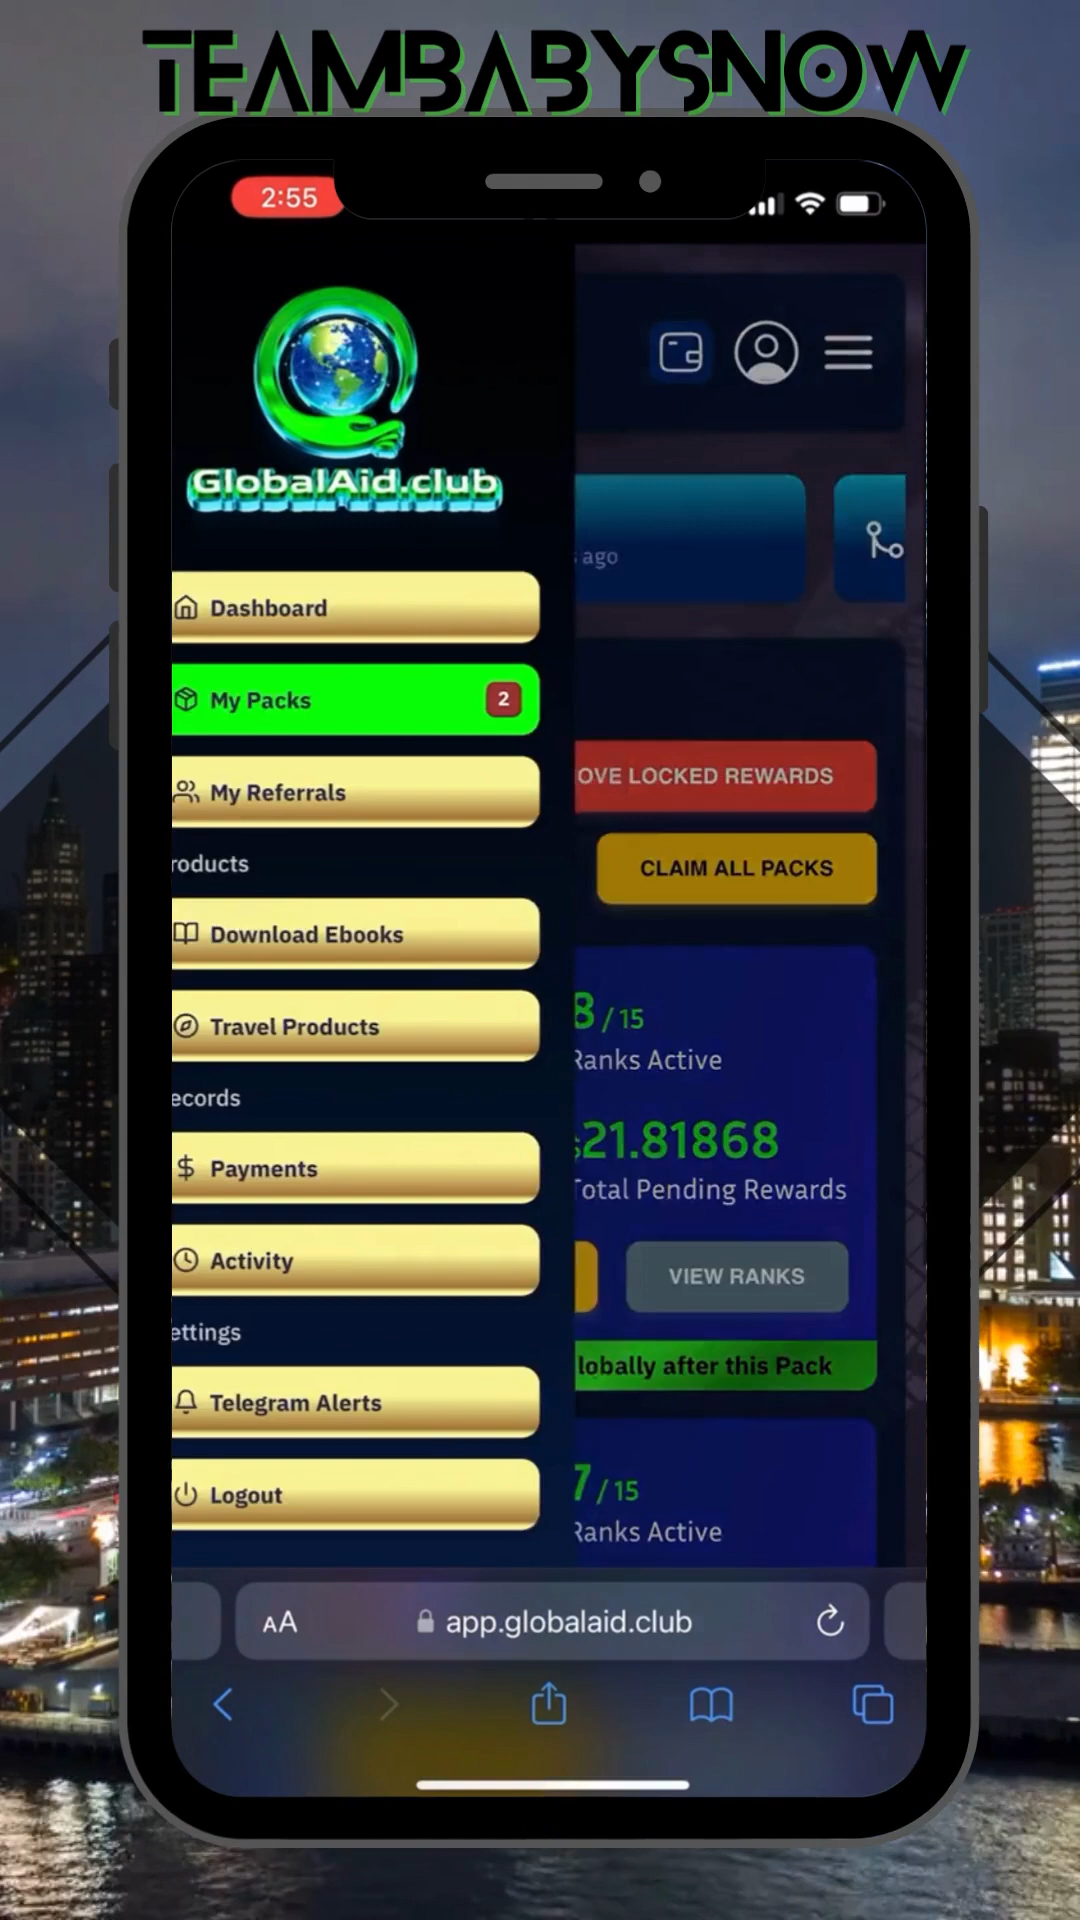 TEAMBABYSNOW
2:55
GlobalAid.club
ago
Dashboard
My Packs 2
OVE LOCKED REWARDS
My Referrals
roducts
CLAIM ALL PACKS
Download Ebooks
8 / 15
Travel Products
Ranks Active
ecords
$21.81868
Payments
Total Pending Rewards
Activity
VIEW RANKS
ettings
lobally after this Pack
Telegram Alerts
Logout
7 / 15
Ranks Active
AA app.globalaid.club